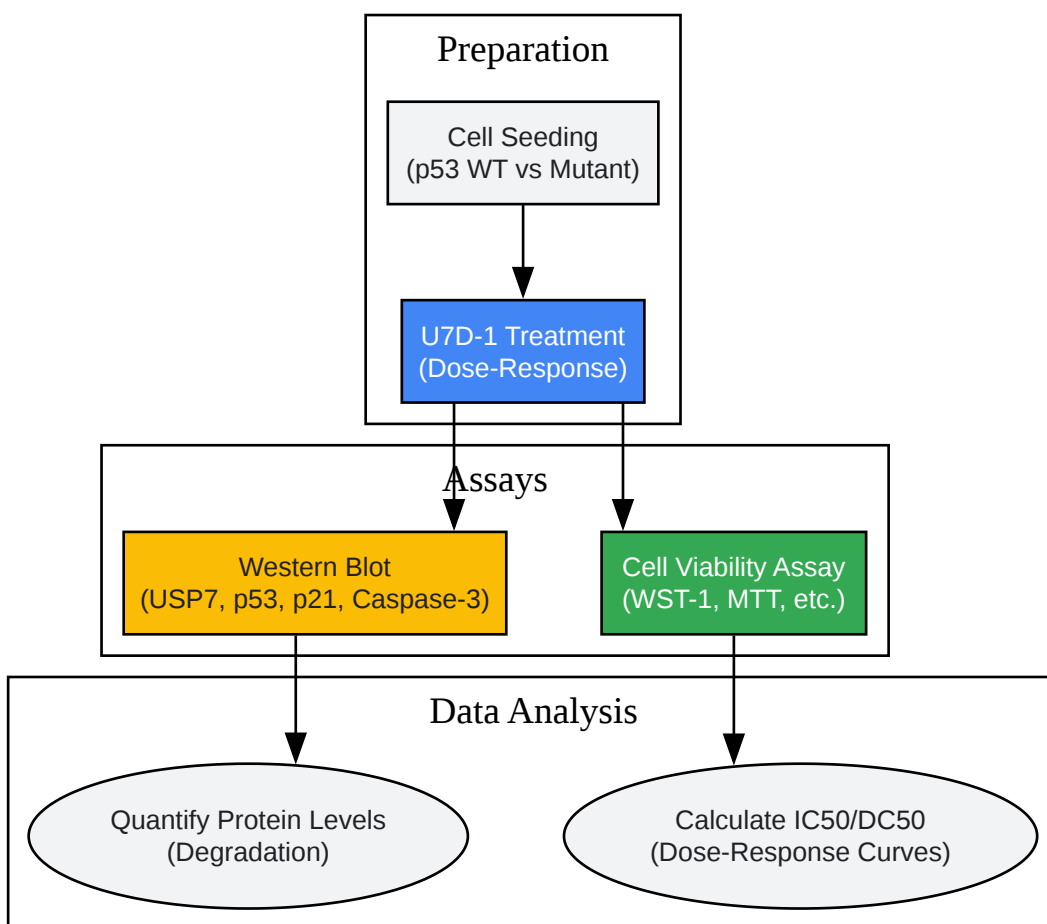 Preparation
Cell Seeding
(p53 WT vs Mutant)
U7D-1 Treatment
(Dose-Response)
Assays
Western Blot
(USP7, p53, p21, Caspase-3)
Cell Viability Assay
(WST-1, MTT, etc.)
Data Analysis
Quantify Protein Levels
(Degradation)
Calculate IC50/DC50
(Dose-Response Curves)